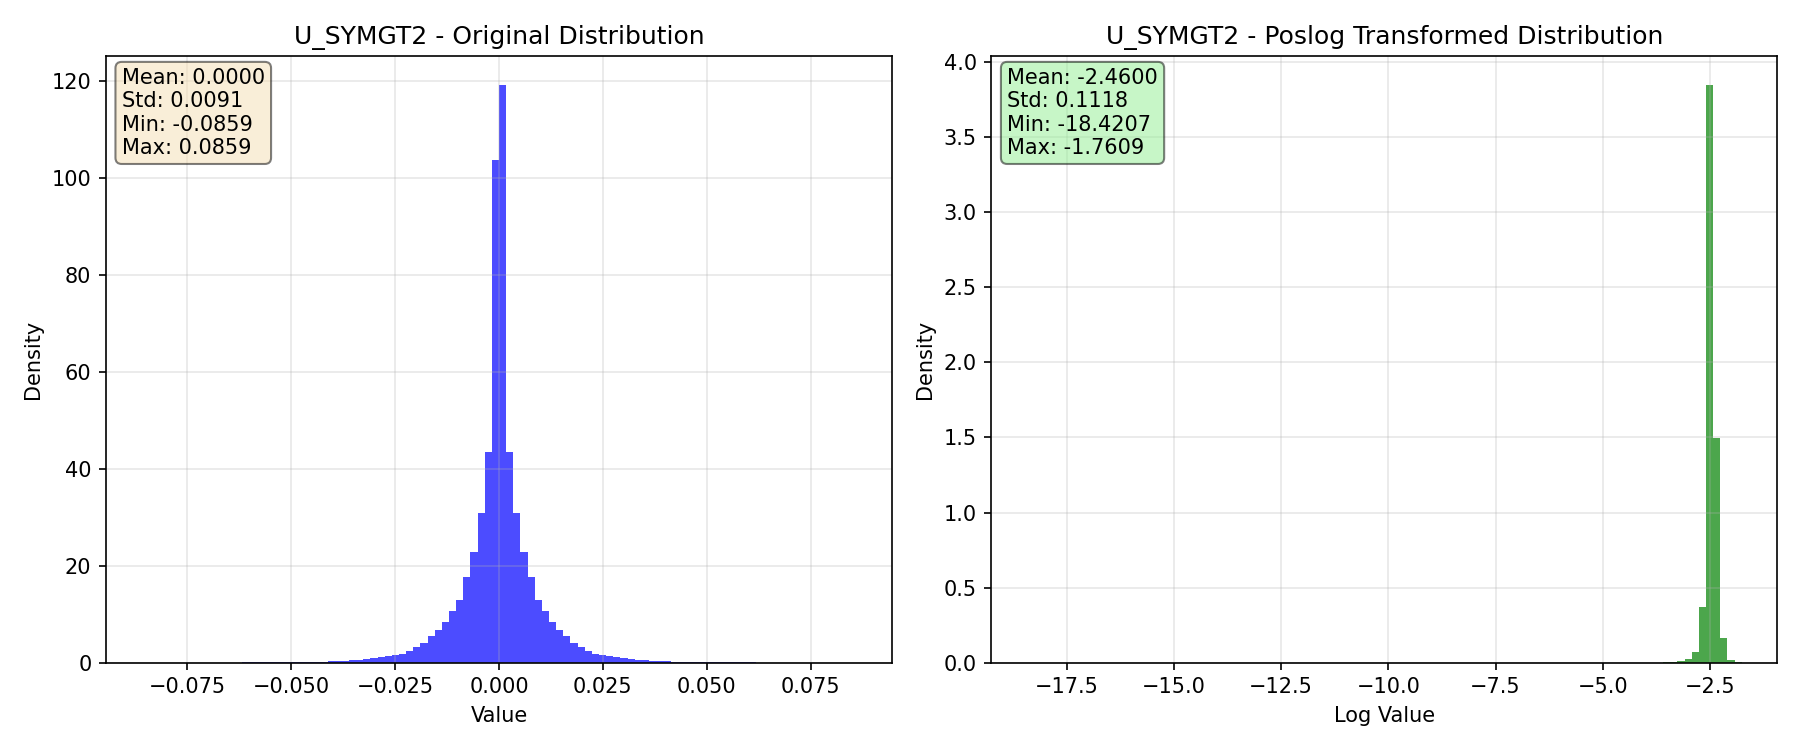 U_SYMGT2 - Original Distribution
Mean: 0.0000
Std: 0.0091
Min: -0.0859
Max: 0.0859
120
100
80
60
40
20
0
Density
−0.075 −0.050 −0.025 0.000 0.025 0.050 0.075
Value
U_SYMGT2 - Poslog Transformed Distribution
Mean: -2.4600
Std: 0.1118
Min: -18.4207
Max: -1.7609
4.0
3.5
3.0
2.5
2.0
1.5
1.0
0.5
0.0
Density
−17.5 −15.0 −12.5 −10.0 −7.5 −5.0 −2.5
Log Value